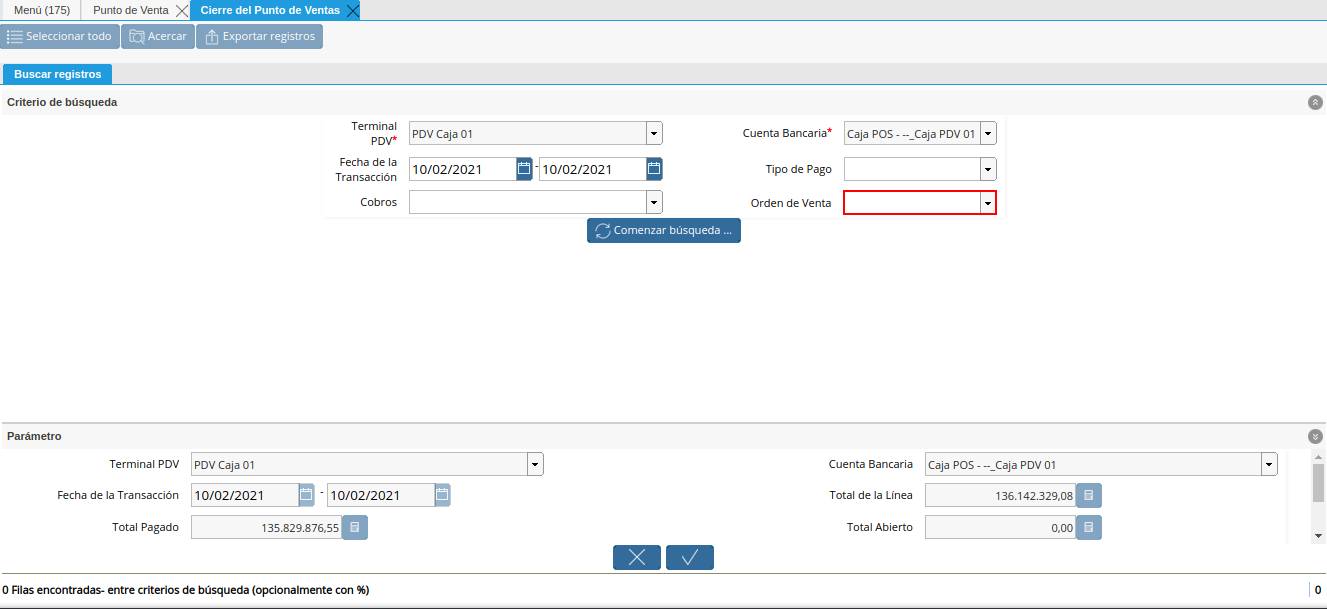 Menú (175) Punto de Venta Cierre del Punto de Ventas
Seleccionar todo Acercar Exportar registros
Buscar registros
Criterio de búsqueda
Terminal PDV* PDV Caja 01 Cuenta Bancaria* Caja POS - --_Caja PDV 01
Fecha de la Transacción 10/02/2021 - 10/02/2021 Tipo de Pago
Cobros Orden de Venta
Comenzar búsqueda ...
Parámetro
Terminal PDV PDV Caja 01 Cuenta Bancaria Caja POS - --_Caja PDV 01
Fecha de la Transacción 10/02/2021 - 10/02/2021 Total de la Línea 136.142.329,08
Total Pagado 135.829.876,55 Total Abierto 0,00
0 Filas encontradas- entre criterios de búsqueda (opcionalmente con %) 0